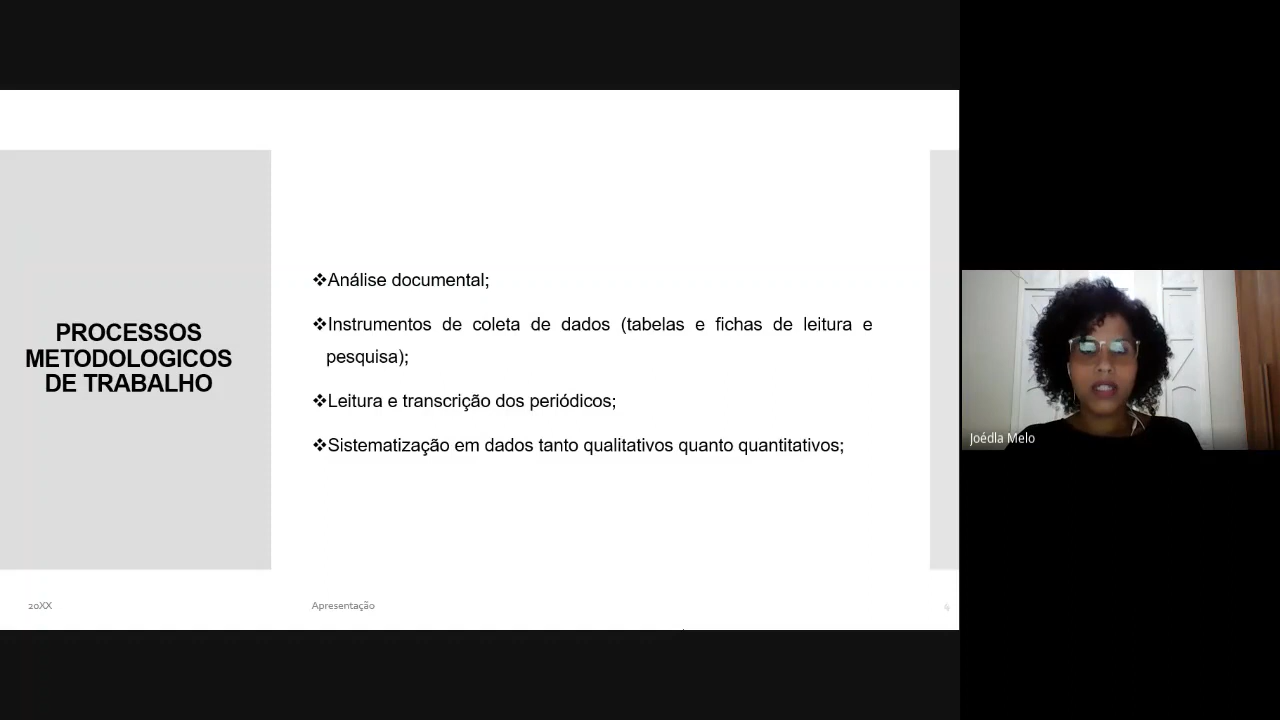 PROCESSOS
METODOLOGICOS
DE TRABALHO
❖Análise documental;
❖Instrumentos de coleta de dados (tabelas e fichas de leitura e
pesquisa);
❖Leitura e transcrição dos periódicos;
❖Sistematização em dados tanto qualitativos quanto quantitativos;
20XX
Apresentação
4
Joédla Melo